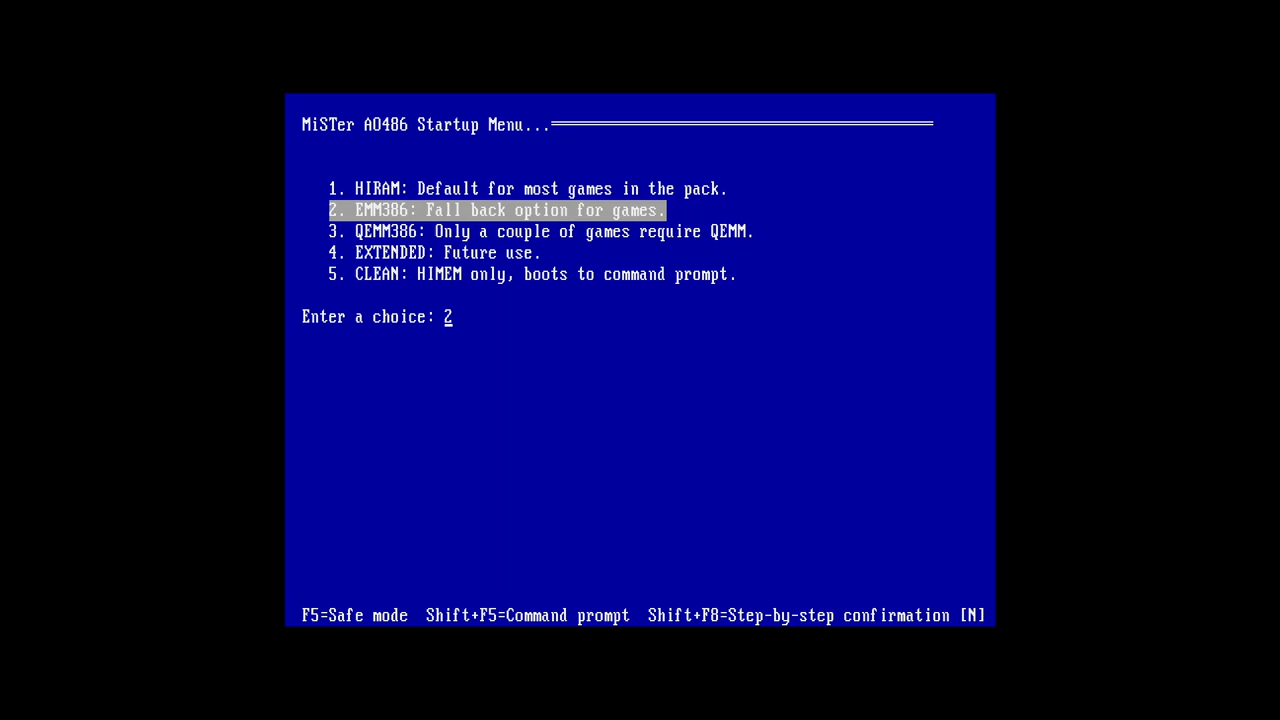 MiSTer AO486 Startup Menu...
1. HIRAM: Default for most games in the pack.
2. EMM386: Fall back option for games.
3. QEMM386: Only a couple of games require QEMM.
4. EXTENDED: Future use.
5. CLEAN: HIMEM only, boots to command prompt.
Enter a choice: 2
F5=Safe mode  Shift+F5=Command prompt  Shift+F8=Step-by-step confirmation [N]